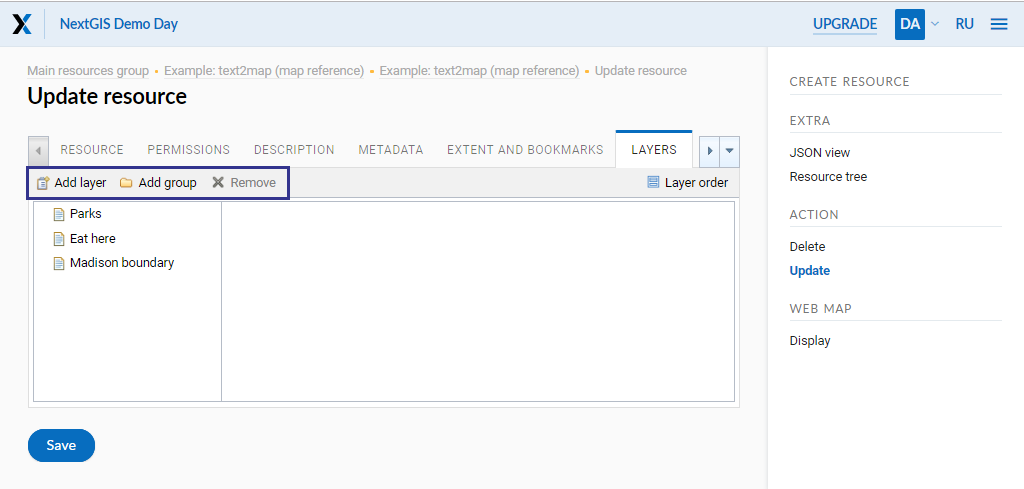 NextGIS Demo Day
UPGRADE
DA
RU
Main resources group • Example: text2map (map reference) • Example: text2map (map reference) • Update resource
Update resource
RESOURCE PERMISSIONS DESCRIPTION METADATA EXTENT AND BOOKMARKS LAYERS
Add layer Add group Remove Layer order
Parks
Eat here
Madison boundary
Save
CREATE RESOURCE
EXTRA
JSON view
Resource tree
ACTION
Delete
Update
WEB MAP
Display